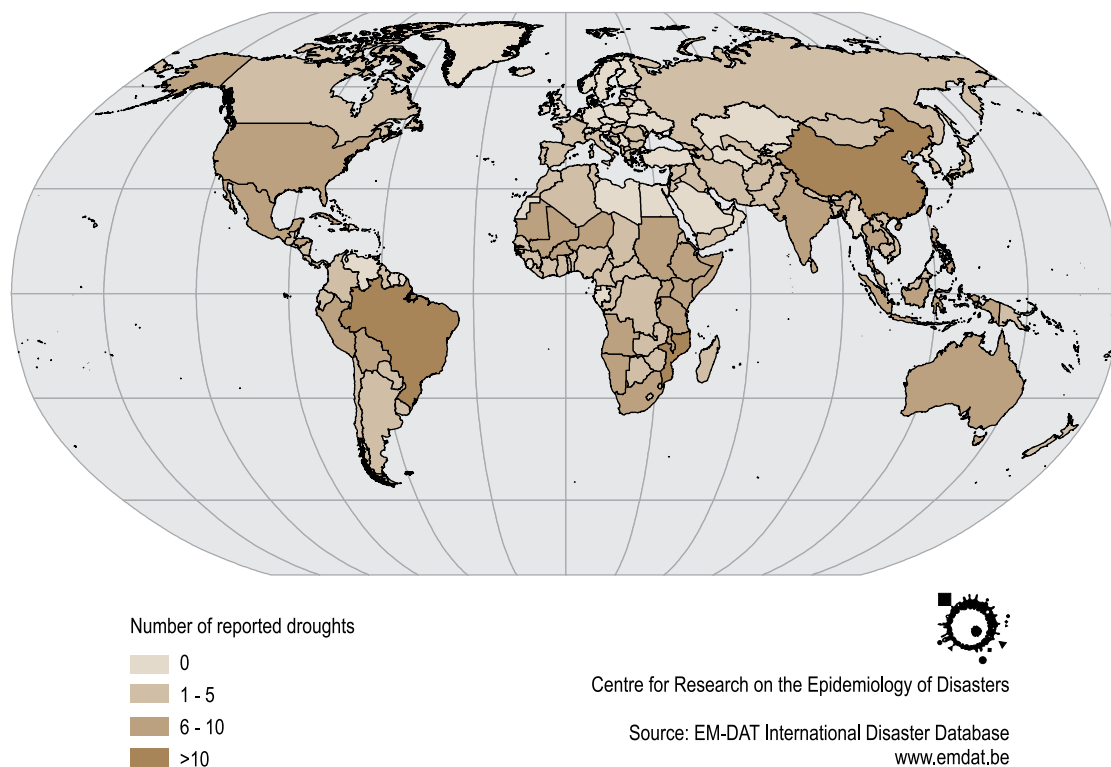 Number of reported droughts
0
1 - 5
6 - 10
>10
Centre for Research on the Epidemiology of Disasters
Source: EM-DAT International Disaster Database
www.emdat.be